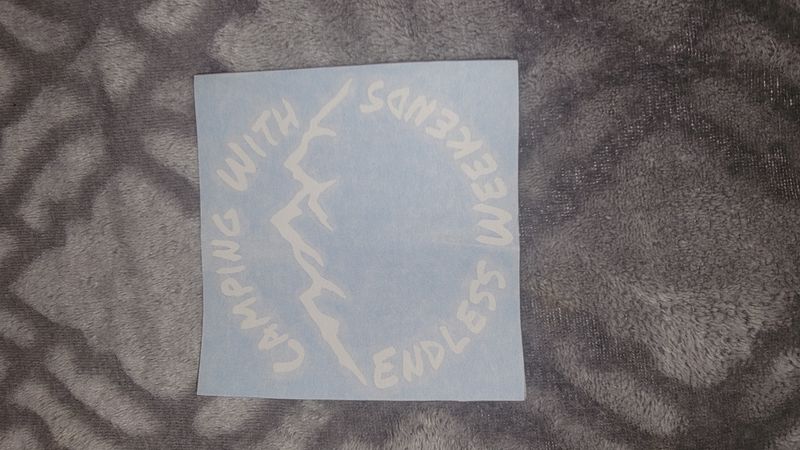 CAMPING WITH
ENDLESS WEEKENDS